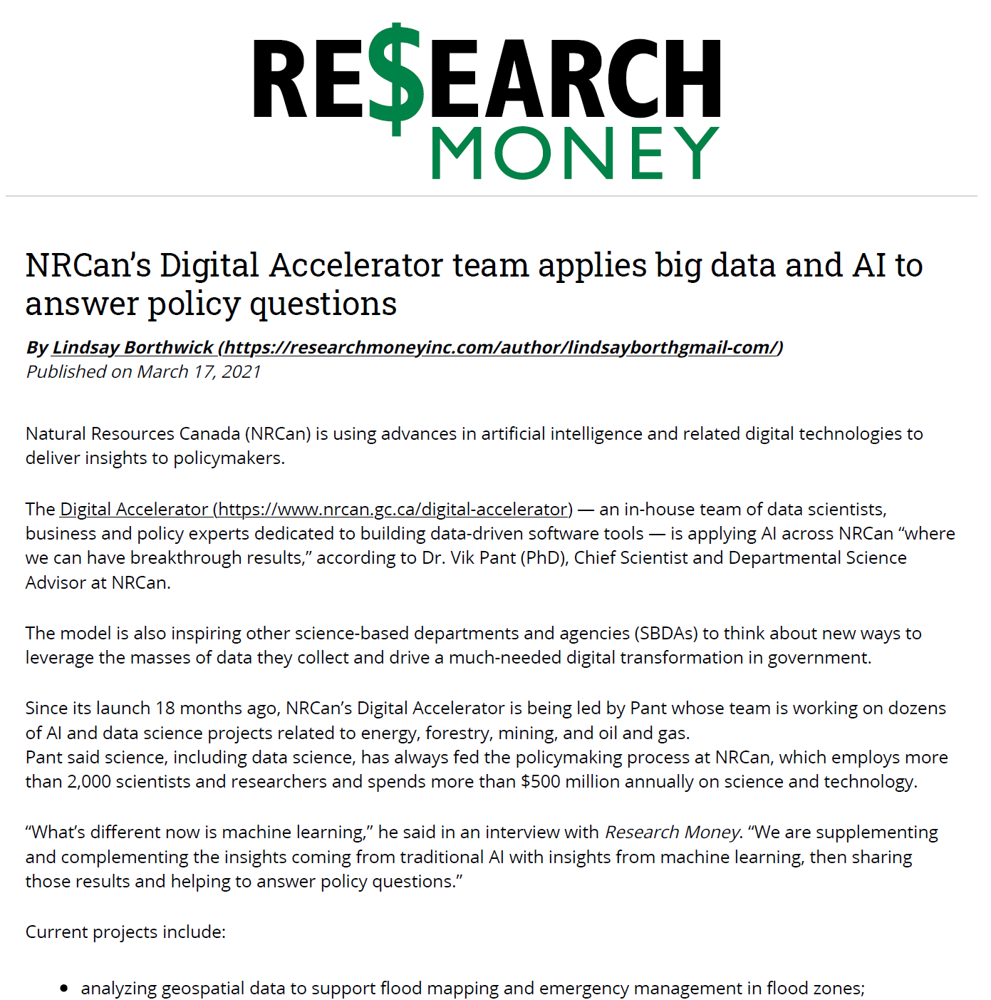 RE$EARCH
MONEY
NRCan’s Digital Accelerator team applies big data and AI to
answer policy questions
By Lindsay Borthwick (https://researchmoneyinc.com/author/lindsayborthgmail-com/)
Published on March 17, 2021
Natural Resources Canada (NRCan) is using advances in artificial intelligence and related digital technologies to
deliver insights to policymakers.
The Digital Accelerator (https://www.nrcan.gc.ca/digital-accelerator) — an in-house team of data scientists,
business and policy experts dedicated to building data-driven software tools — is applying AI across NRCan “where
we can have breakthrough results,” according to Dr. Vik Pant (PhD), Chief Scientist and Departmental Science
Advisor at NRCan.
The model is also inspiring other science-based departments and agencies (SBDAs) to think about new ways to
leverage the masses of data they collect and drive a much-needed digital transformation in government.
Since its launch 18 months ago, NRCan’s Digital Accelerator is being led by Pant whose team is working on dozens
of AI and data science projects related to energy, forestry, mining, and oil and gas.
Pant said science, including data science, has always fed the policymaking process at NRCan, which employs more
than 2,000 scientists and researchers and spends more than $500 million annually on science and technology.
“What’s different now is machine learning,” he said in an interview with Research Money. “We are supplementing
and complementing the insights coming from traditional AI with insights from machine learning, then sharing
those results and helping to answer policy questions.”
Current projects include:
• analyzing geospatial data to support flood mapping and emergency management in flood zones;